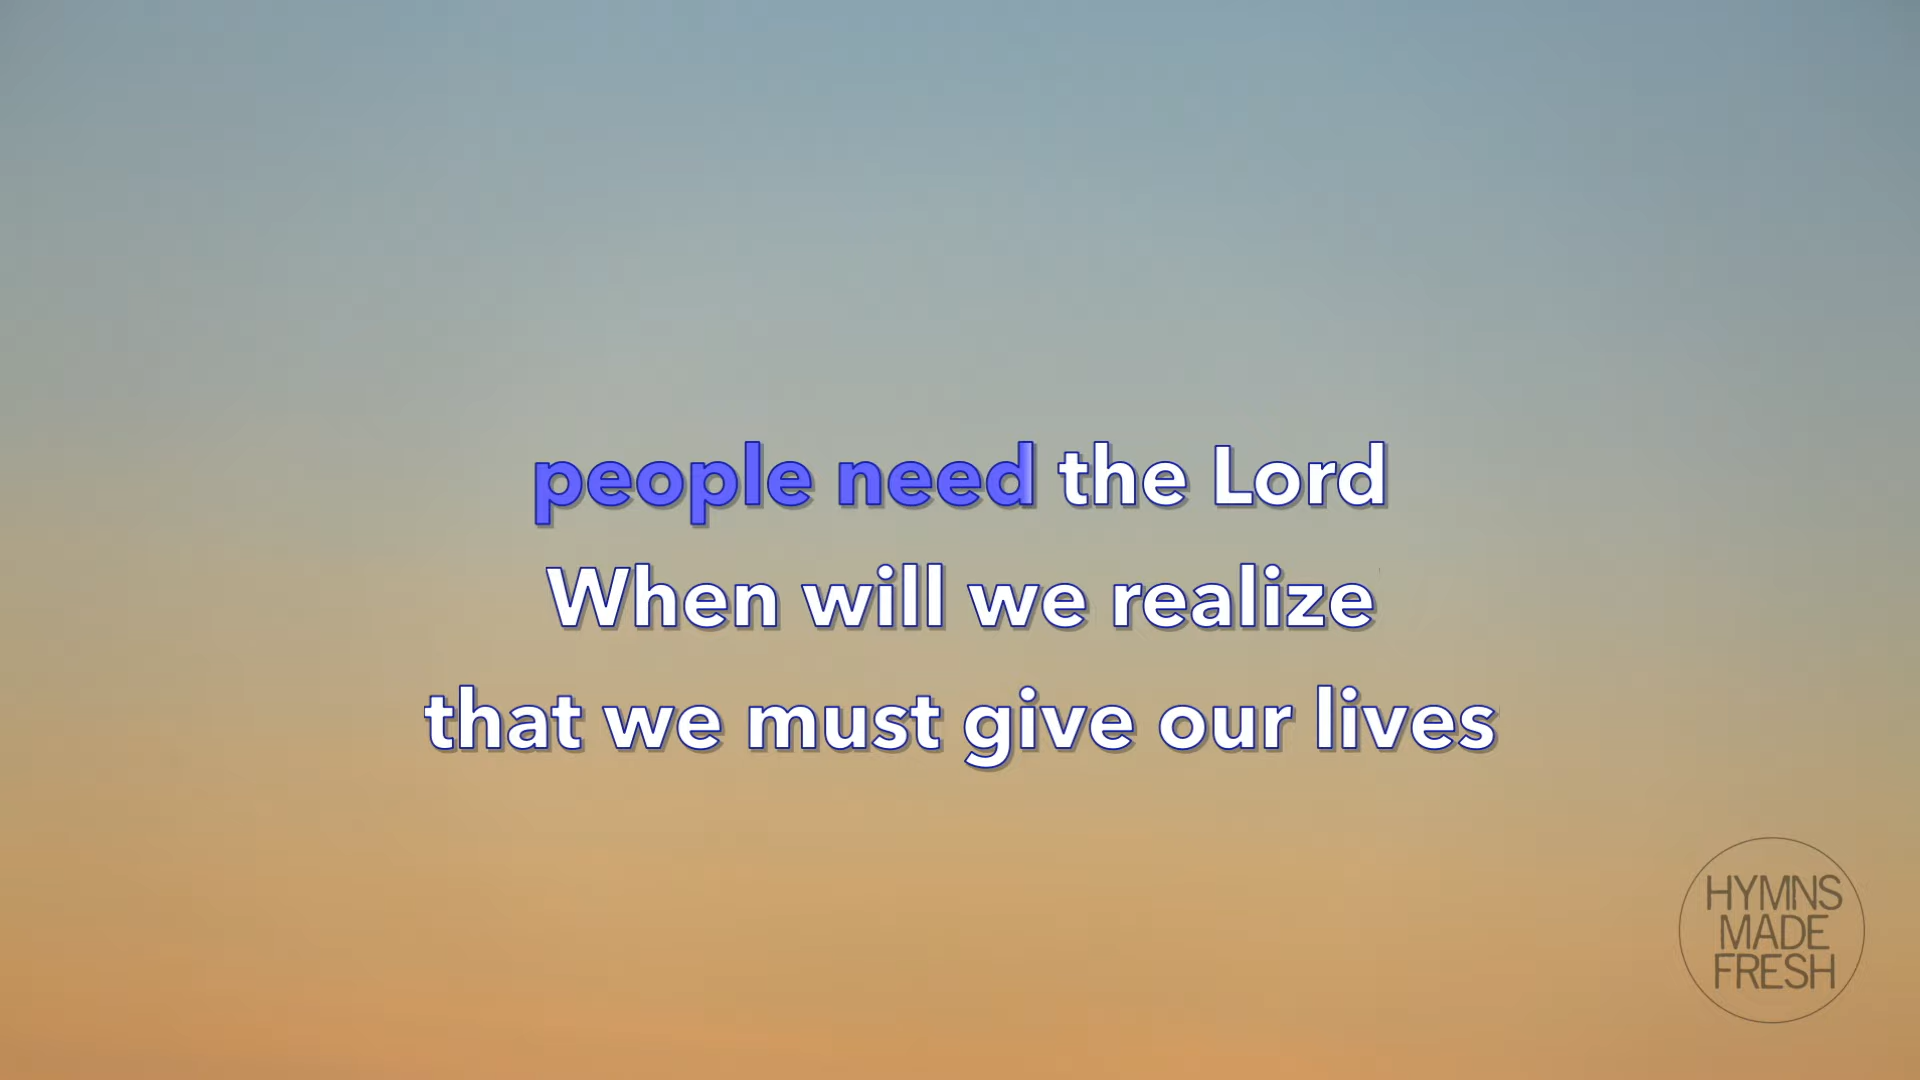 people need the Lord
When will we realize
that we must give our lives
HYMNS
MADE
FRESH